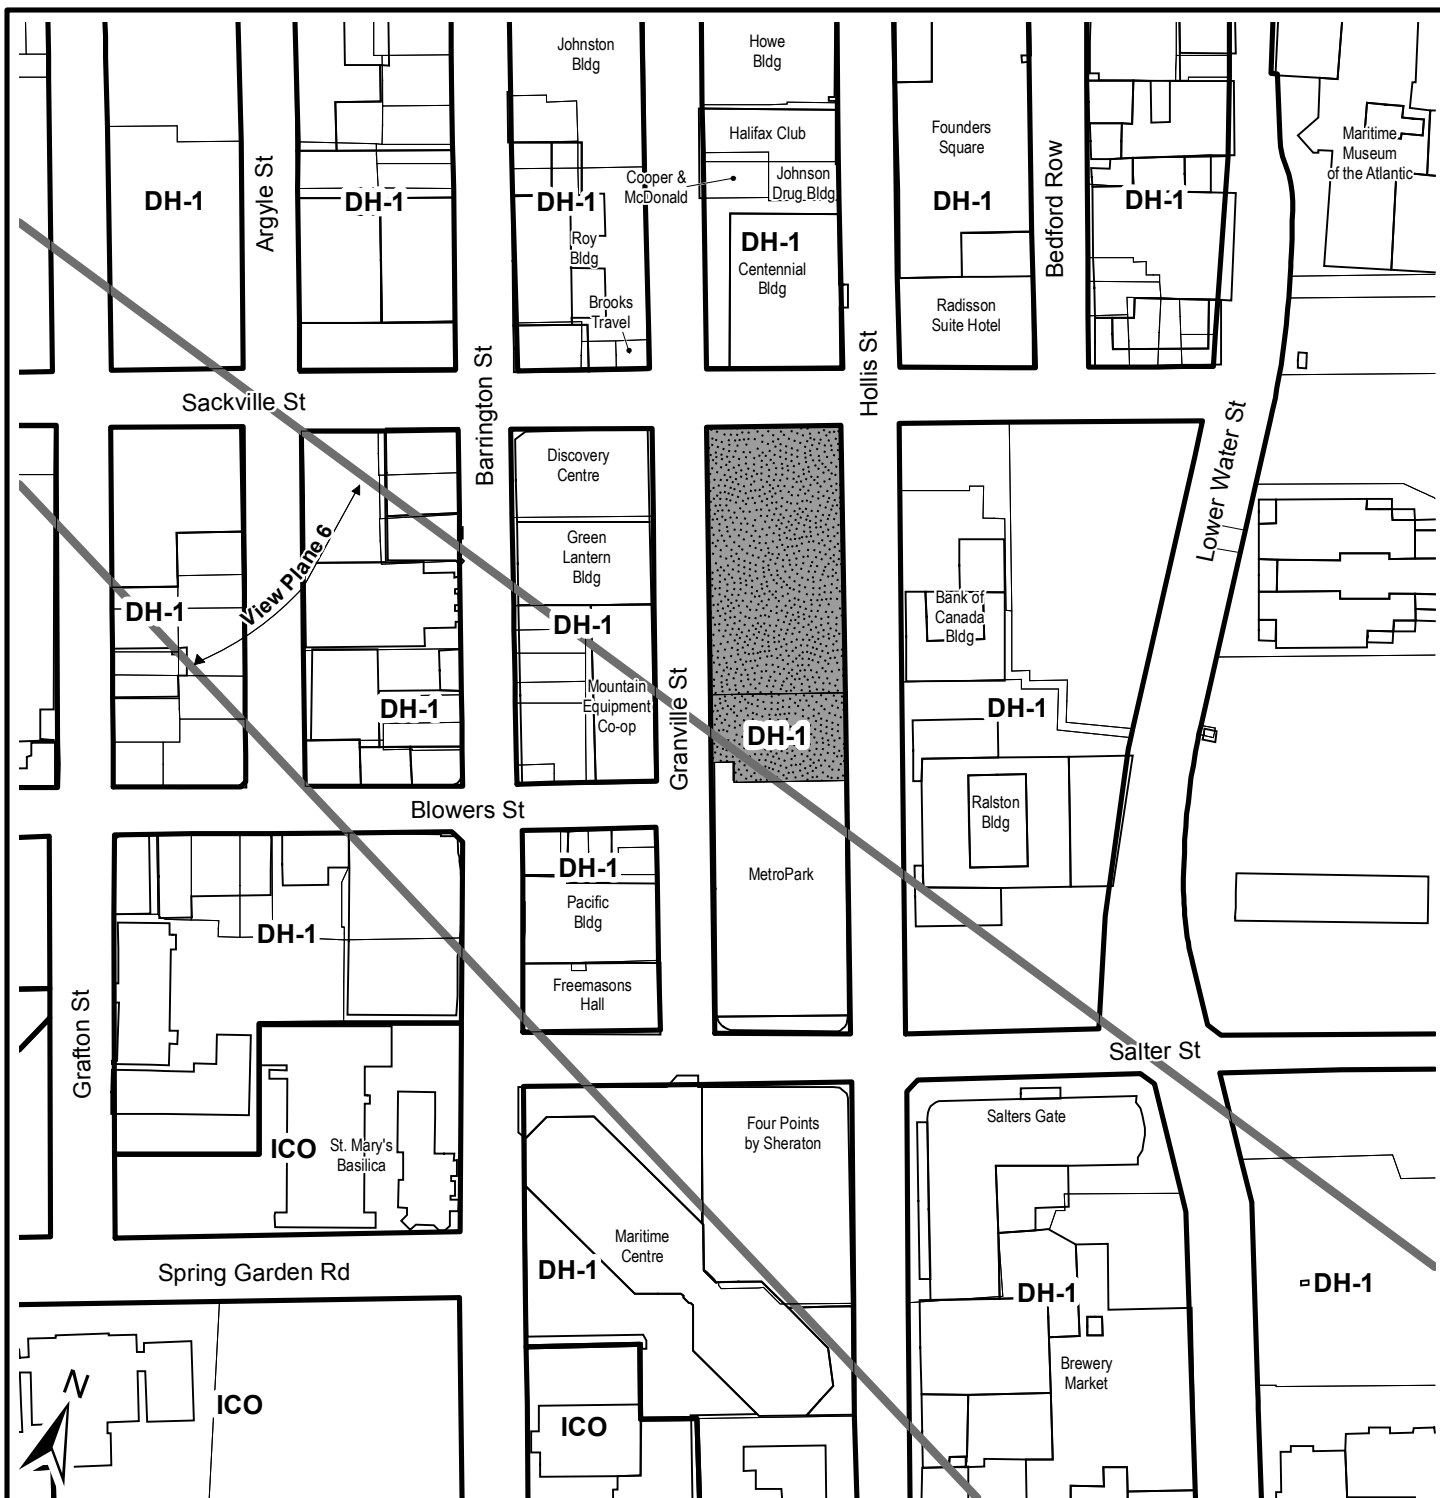 Johnston
Bldg
Howe
Bldg
Halifax Club
Founders
Square
Maritime
Museum
of the Atlantic
Cooper &
McDonald
Johnson
Drug Bldg
DH-1
DH-1
DH-1
DH-1
DH-1
DH-1
Argyle St
Bedford Row
Roy
Bldg
Centennial
Bldg
Brooks
Travel
Radisson
Suite Hotel
Barrington St
Hollis St
Sackville St
Lower Water St
Discovery
Centre
Green
Lantern
Bldg
View Plane 6
DH-1
DH-1
Bank of
Canada
Bldg
Mountain
Equipment
Co-op
Granville St
DH-1
DH-1
DH-1
Blowers St
Ralston
Bldg
DH-1
MetroPark
Pacific
Bldg
DH-1
Freemasons
Hall
Grafton St
Salter St
Salters Gate
Four Points
by Sheraton
ICO
St. Mary's
Basilica
Maritime
Centre
Spring Garden Rd
DH-1
DH-1
DH-1
Brewery
Market
N
ICO
ICO